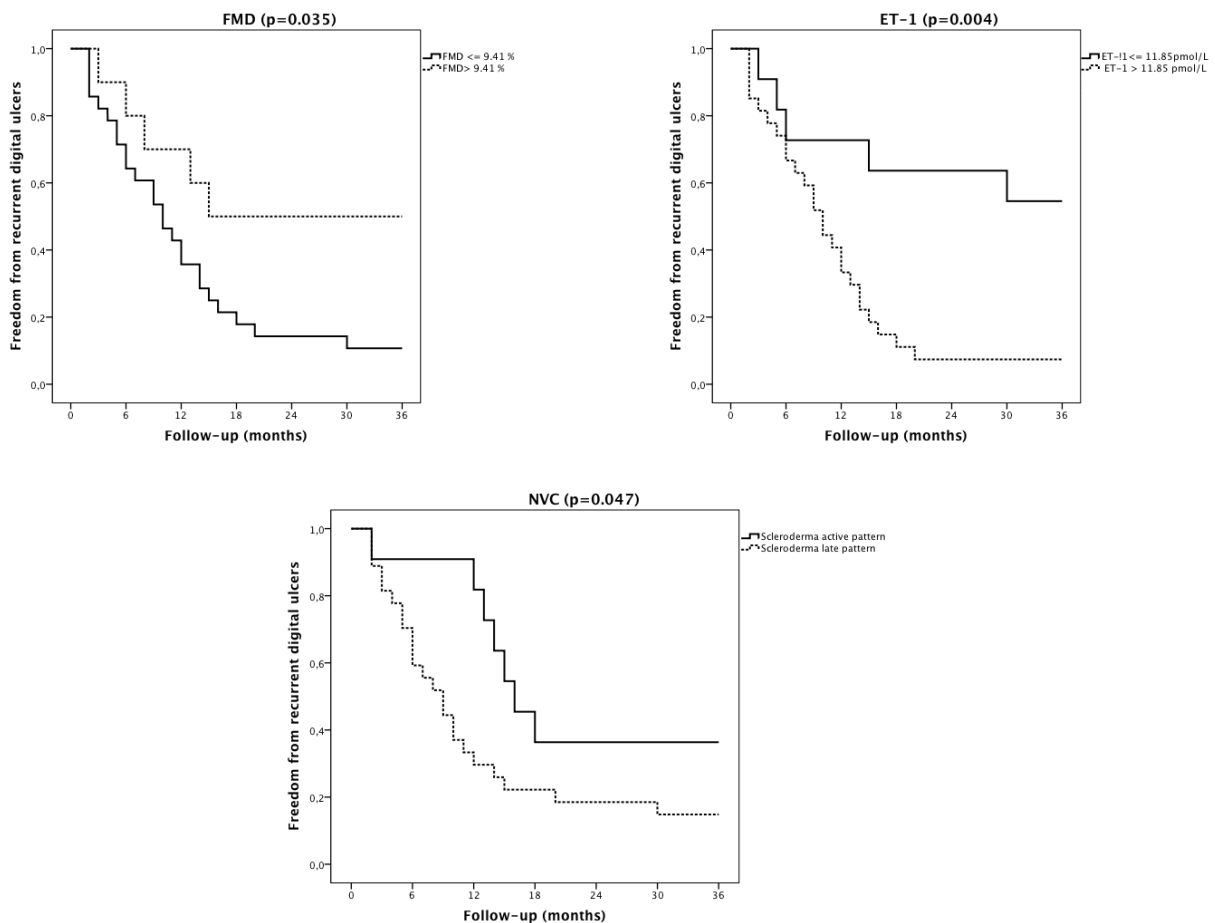 FMD (p=0.035)
FMD <= 9.41 %
FMD> 9.41 %
Freedom from recurrent digital ulcers
1,0
0,8
0,6
0,4
0,2
0,0
0 6 12 18 24 30 36
Follow-up (months)
ET-1 (p=0.004)
ET-!1<= 11.85pmol/L
ET-1 > 11.85 pmol/L
Freedom from recurrent digital ulcers
1,0
0,8
0,6
0,4
0,2
0,0
0 6 12 18 24 30 36
Follow-up (months)
NVC (p=0.047)
Scleroderma active pattern
Scleroderma late pattern
Freedom from recurrent digital ulcers
1,0
0,8
0,6
0,4
0,2
0,0
0 6 12 18 24 30 36
Follow-up (months)